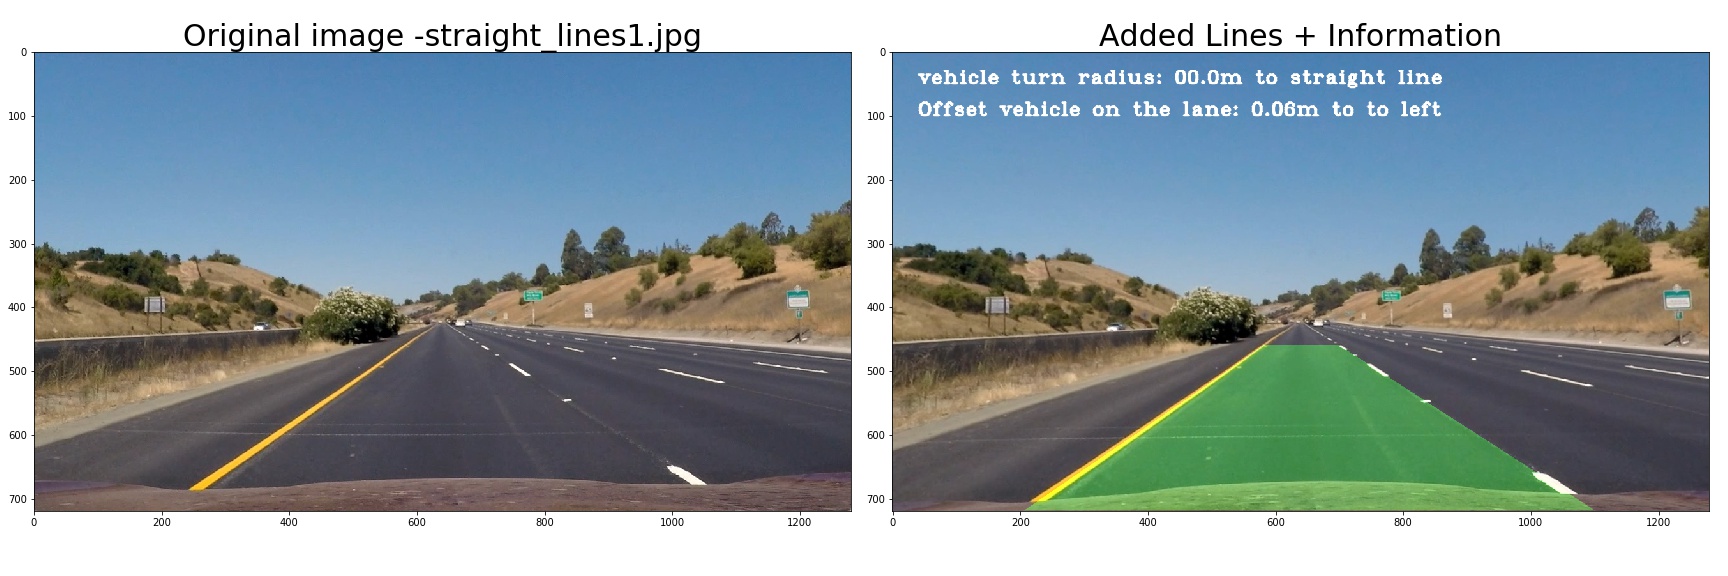 Original image -straight_lines1.jpg
0
100
200
300
400
500
600
700
0 200 400 600 800 1000 1200
Added Lines + Information
vehicle turn radius: 00.0m to straight line
Offset vehicle on the lane: 0.06m to to left
0
100
200
300
400
500
600
700
0 200 400 600 800 1000 1200